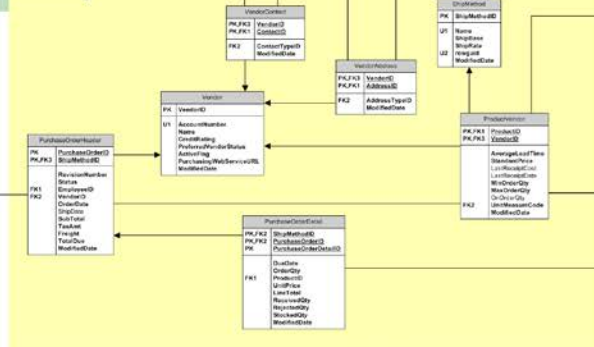 VendorContact
PK,FK3 VendorID
PK,FK1 ContactID
FK2 ContactTypeID
ModifiedDate
ShipMethod
PK ShipMethodID
U1 Name
ShipBase
ShipRate
U2 rowguid
ModifiedDate
VendorAddress
PK,FK3 VendorID
PK,FK1 AddressID
FK2 AddressTypeID
ModifiedDate
Vendor
PK VendorID
U1 AccountNumber
Name
CreditRating
PreferredVendorStatus
ActiveFlag
PurchasingWebServiceURL
ModifiedDate
ProductVendor
PK,FK1 ProductID
PK,FK3 VendorID
AverageLeadTime
StandardPrice
LastReceiptCost
LastReceiptDate
MinOrderQty
MaxOrderQty
OnOrderQty
FK2 UnitMeasureCode
ModifiedDate
PurchaseOrderHeader
PK PurchaseOrderID
PK,FK3 ShipMethodID
RevisionNumber
Status
FK1 EmployeeID
FK2 VendorID
OrderDate
ShipDate
SubTotal
TaxAmt
Freight
TotalDue
ModifiedDate
PurchaseOrderDetail
PK,FK2 ShipMethodID
PK,FK2 PurchaseOrderID
PK PurchaseOrderDetailID
DueDate
OrderQty
FK1 ProductID
UnitPrice
LineTotal
ReceivedQty
RejectedQty
StockedQty
ModifiedDate